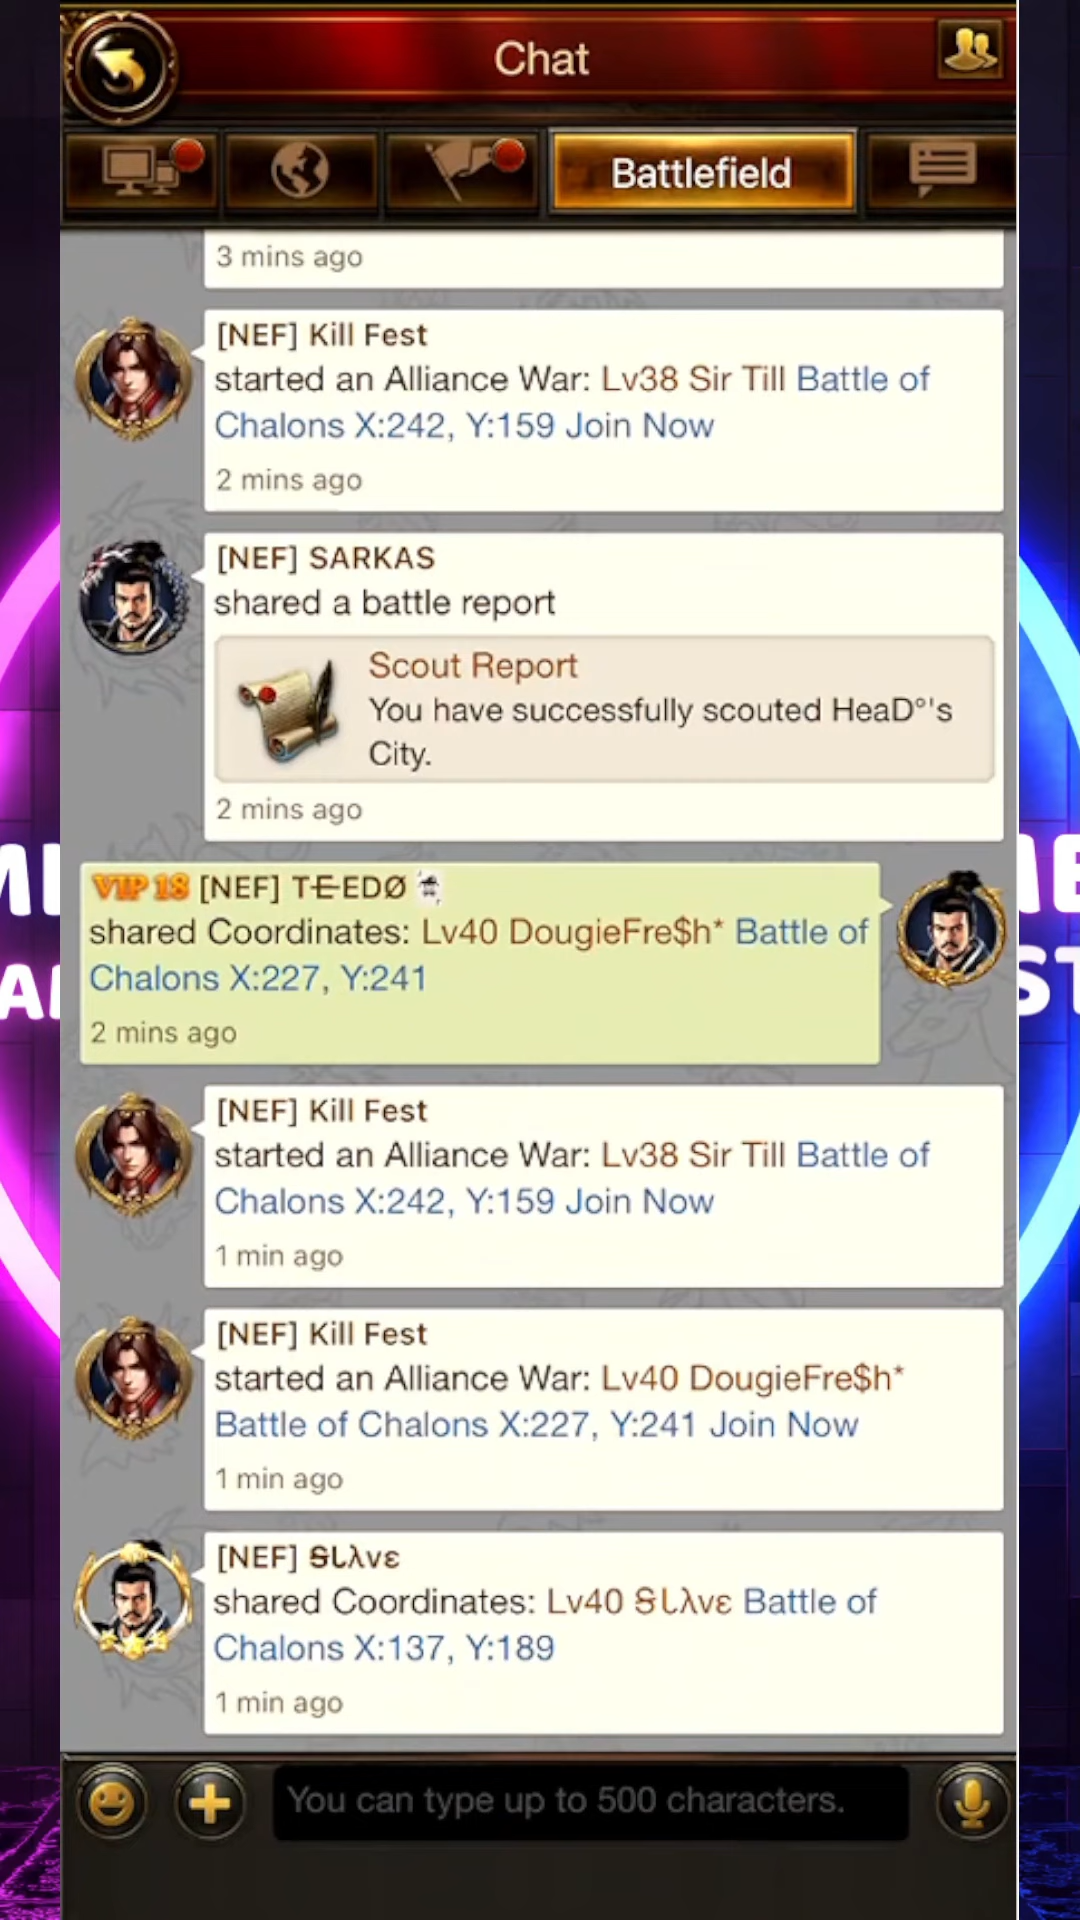 Chat
Battlefield
3 mins ago
[NEF] Kill Fest
started an Alliance War: Lv38 Sir Till Battle of
Chalons X:242, Y:159 Join Now
2 mins ago
[NEF] SARKAS
shared a battle report
Scout Report
You have successfully scouted HeaD°'s
City.
2 mins ago
VIP 18 [NEF] TEEDØ
shared Coordinates: Lv40 DougieFre$h* Battle of
Chalons X:227, Y:241
2 mins ago
[NEF] Kill Fest
started an Alliance War: Lv38 Sir Till Battle of
Chalons X:242, Y:159 Join Now
1 min ago
[NEF] Kill Fest
started an Alliance War: Lv40 DougieFre$h*
Battle of Chalons X:227, Y:241 Join Now
1 min ago
[NEF] ᎦᏓλvε
shared Coordinates: Lv40 ᎦᏓλvε Battle of
Chalons X:137, Y:189
1 min ago
You can type up to 500 characters.